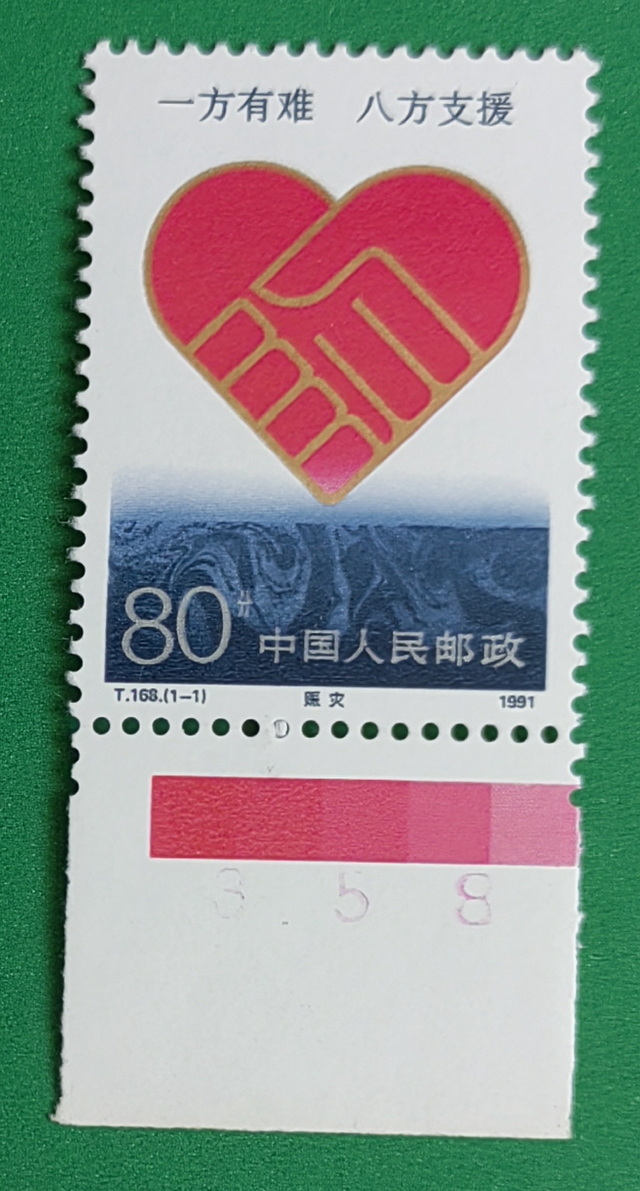 一方有难 八方支援
80分 中国人民邮政
T.168.(1-1) 赈灾 1991
3. 5 8